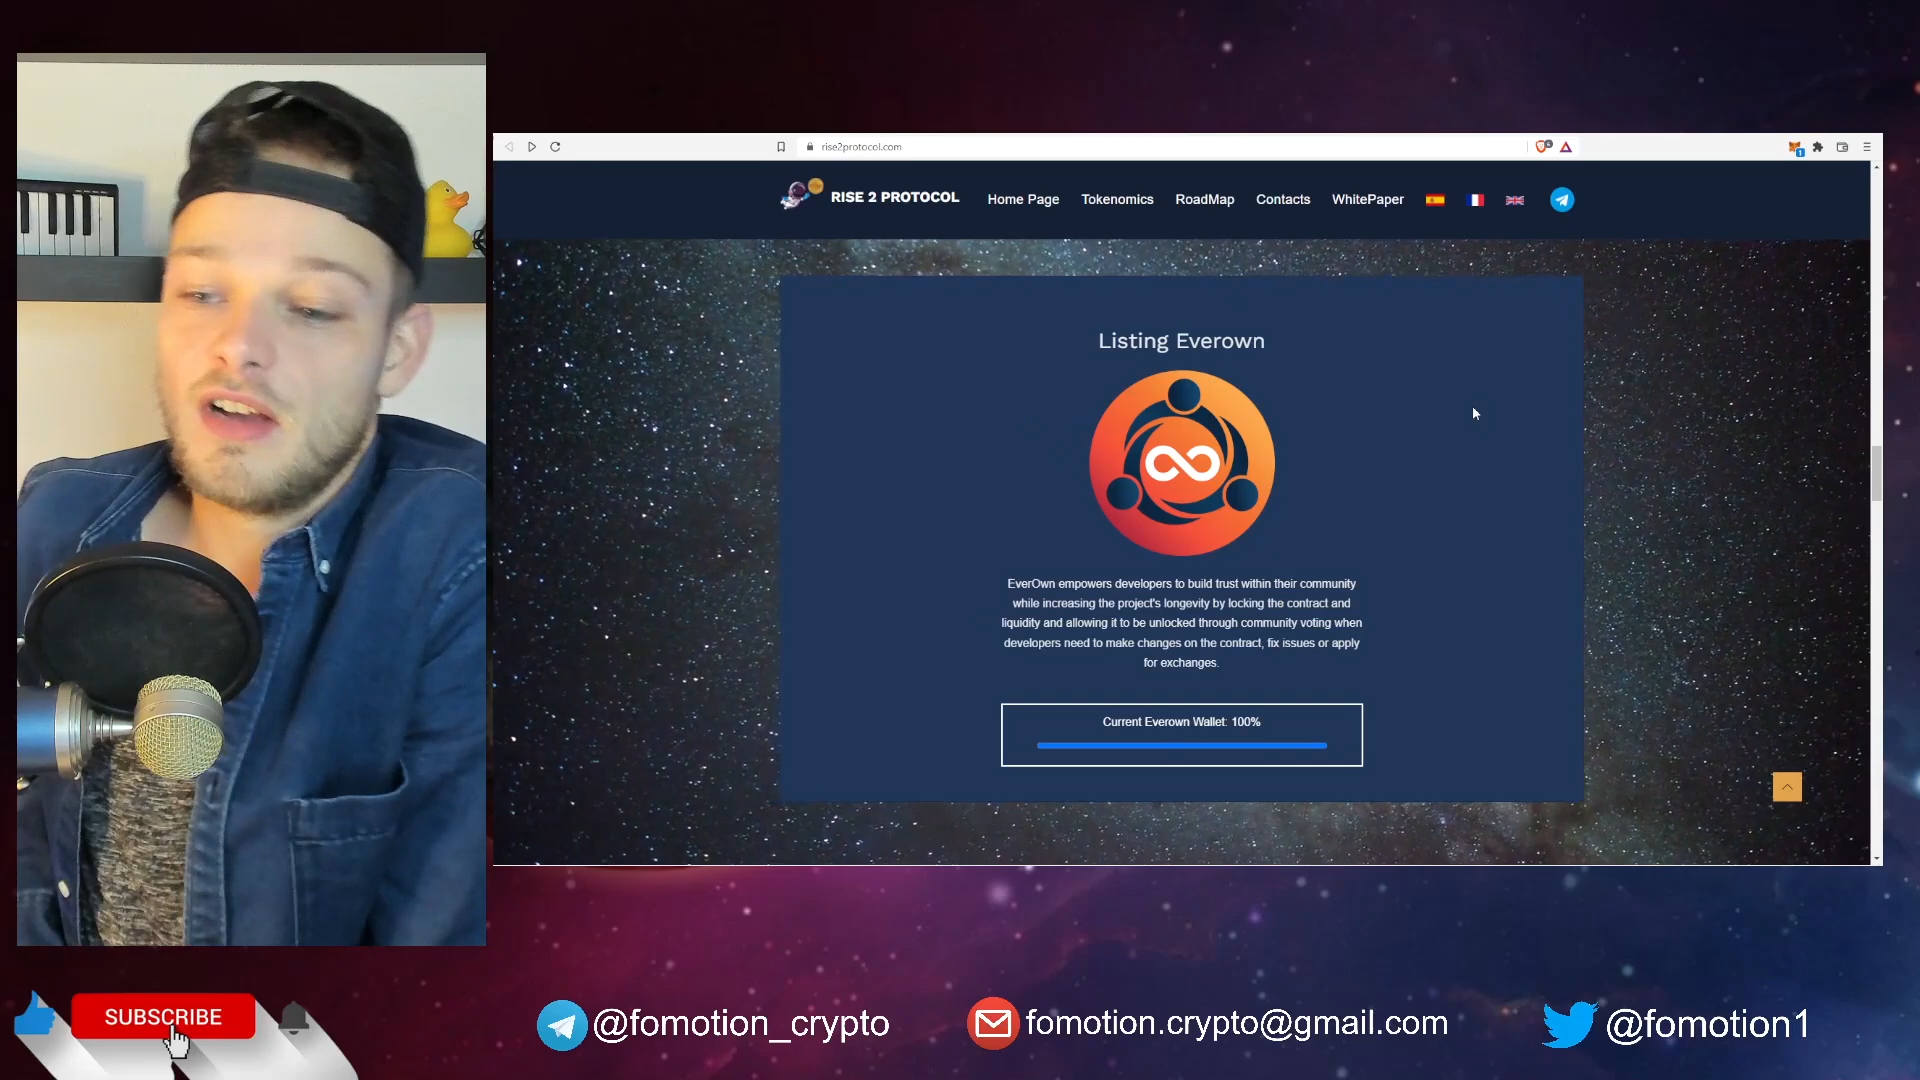 rise2protocol.com
RISE 2 PROTOCOL
Home Page
Tokenomics
RoadMap
Contacts
WhitePaper
Listing Everown
EverOwn empowers developers to build trust within their community
while increasing the project's longevity by locking the contract and
liquidity and allowing it to be unlocked through community voting when
developers need to make changes on the contract, fix issues or apply
for exchanges.
Current Everown Wallet: 100%
SUBSCRIBE
@fomotion_crypto
fomotion.crypto@gmail.com
@fomotion1